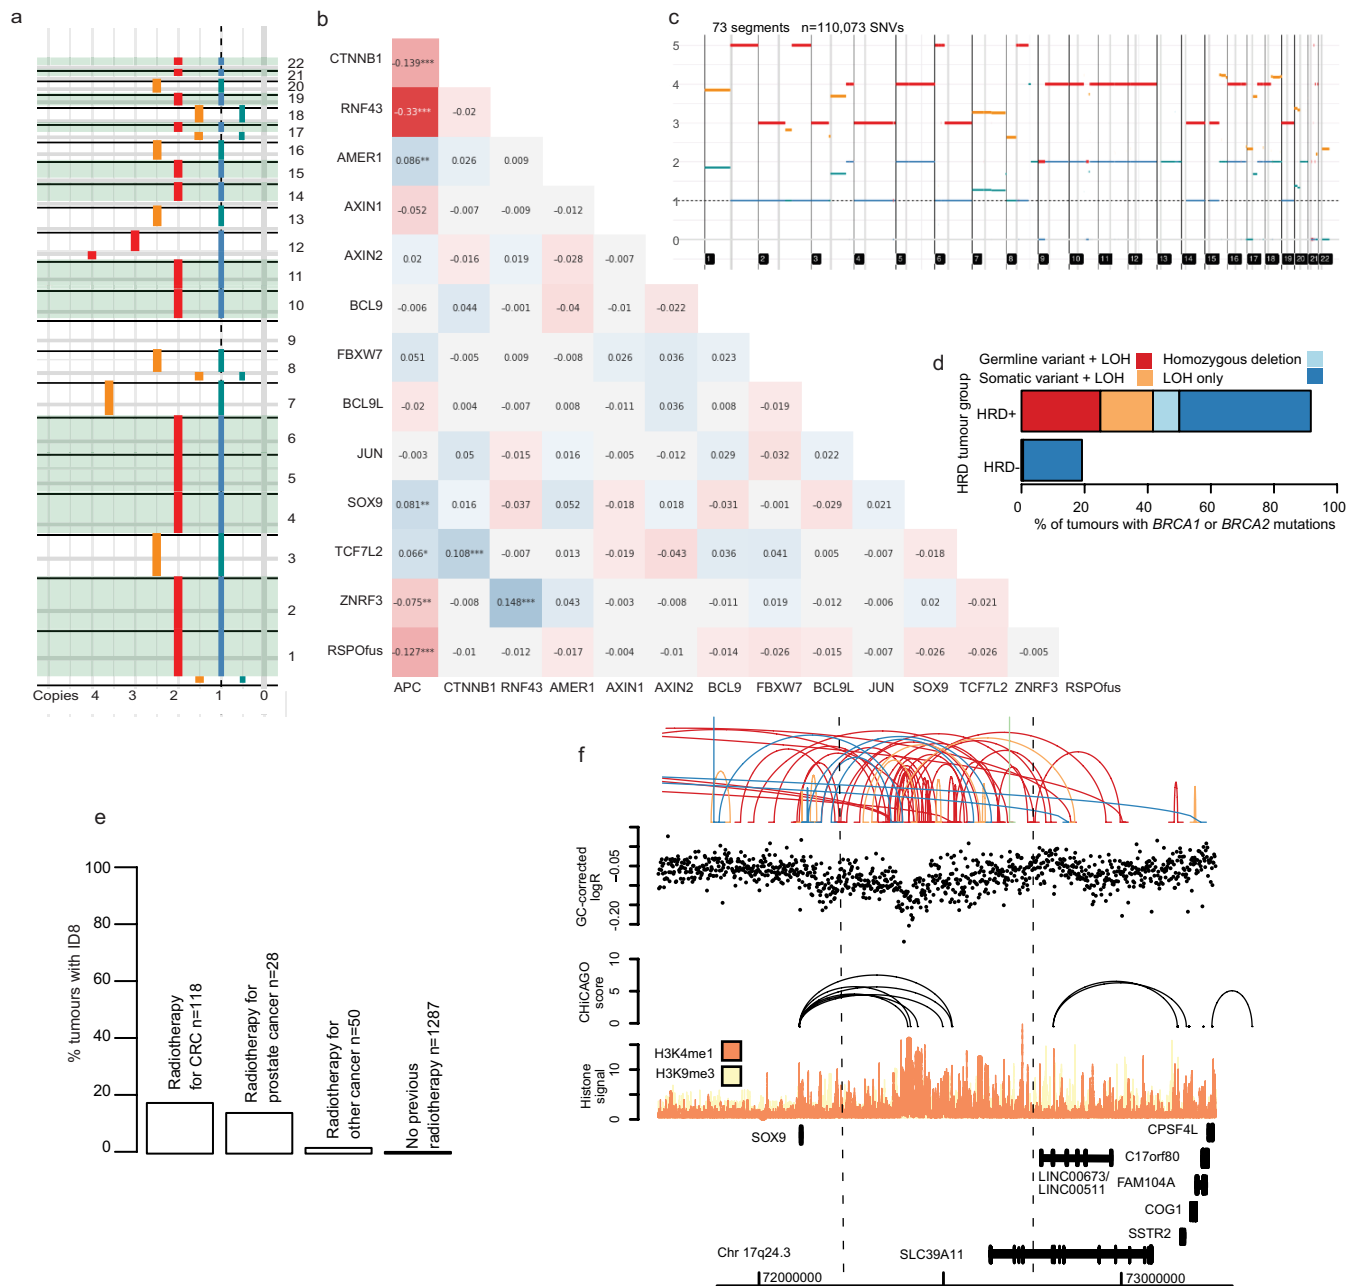 a
22
21
20
19
18
17
16
15
14
13
12
11
10
9
8
7
6
5
4
3
2
1
Copies 4 3 2 1 0
b
CTNNB1 -0.139***
RNF43 -0.33*** -0.02
AMER1 0.086** 0.026 0.009
AXIN1 -0.052 -0.007 -0.009 -0.012
AXIN2 0.02 -0.016 0.019 -0.028 -0.007
BCL9 -0.006 0.044 -0.001 -0.04 -0.01 -0.022
FBXW7 0.051 -0.005 0.009 -0.008 0.026 0.036 0.023
BCL9L -0.02 0.004 -0.007 0.008 -0.011 0.036 0.008 -0.019
JUN -0.003 0.05 -0.015 0.016 -0.005 -0.012 0.029 -0.032 0.022
SOX9 0.081** 0.016 -0.037 0.052 -0.018 0.018 -0.031 -0.001 -0.029 0.021
TCF7L2 0.066* 0.108*** -0.007 0.013 -0.019 -0.043 0.036 0.041 0.005 -0.007 -0.018
ZNRF3 -0.075** -0.008 0.148*** 0.043 -0.003 -0.008 -0.011 0.019 -0.012 -0.006 0.02 -0.021
RSPOfus -0.127*** -0.01 -0.012 -0.017 -0.004 -0.01 -0.014 -0.026 -0.015 -0.007 -0.026 -0.026 -0.005
APC CTNNB1 RNF43 AMER1 AXIN1 AXIN2 BCL9 FBXW7 BCL9L JUN SOX9 TCF7L2 ZNRF3 RSPOfus
c
73 segments n=110,073 SNVs
5
4
3
2
1
0
1 2 3 4 5 6 7 8 9 10 11 12 13 14 15 16 17 18 19 20 21 22
d
Germline variant + LOH Homozygous deletion
Somatic variant + LOH LOH only
HRD tumour group
HRD+
HRD-
0 20 40 60 80 100
% of tumours with BRCA1 or BRCA2 mutations
e
% tumours with ID8
100
80
60
40
20
0
Radiotherapy
for CRC n=118
Radiotherapy for
prostate cancer n=28
Radiotherapy for
other cancer n=50
No previous
radiotherapy n=1287
f
GC-corrected
logR
-0.05
-0.20
CHiCAGO
score
10
5
0
Histone
signal
10
5
0
H3K4me1
H3K9me3
SOX9
CPSF4L
C17orf80
LINC00673/
LINC00511
FAM104A
COG1
SSTR2
Chr 17q24.3 SLC39A11
72000000 73000000